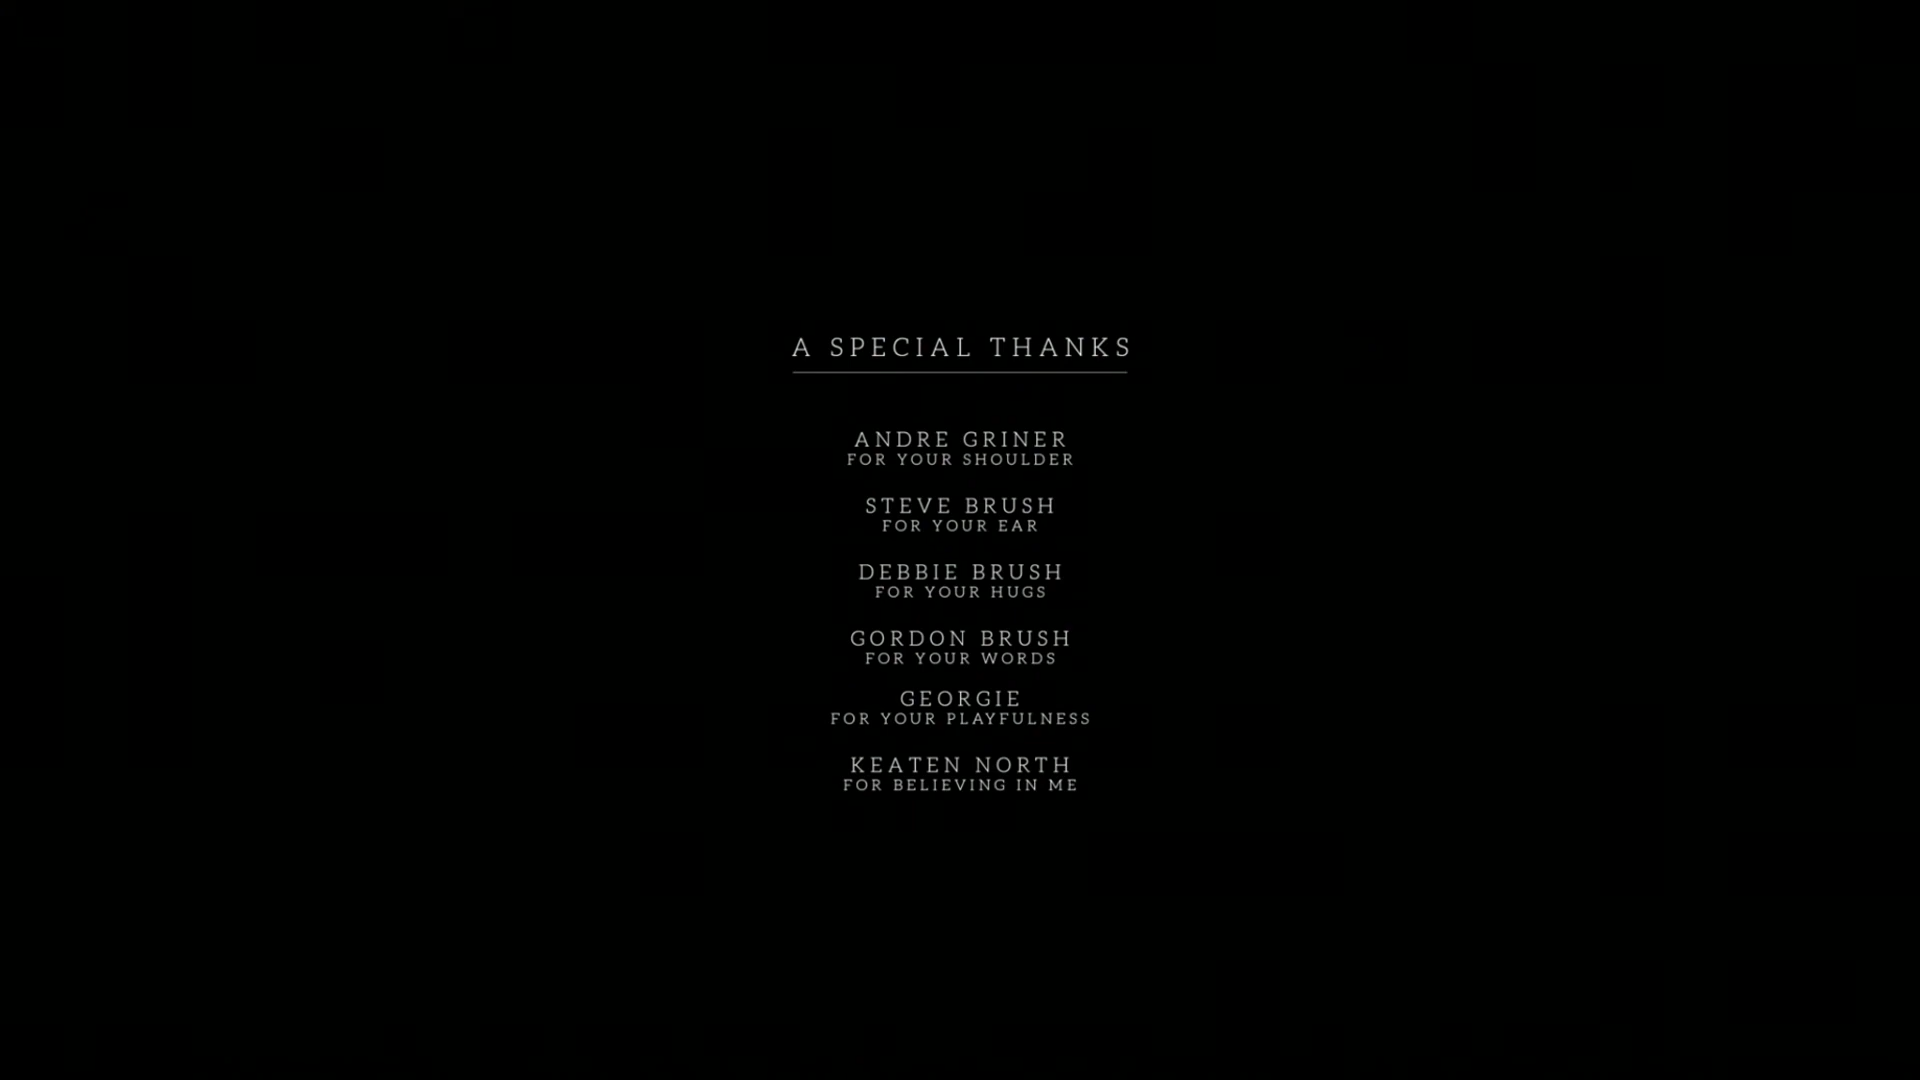 A SPECIAL THANKS
ANDRE GRINER
FOR YOUR SHOULDER
STEVE BRUSH
FOR YOUR EAR
DEBBIE BRUSH
FOR YOUR HUGS
GORDON BRUSH
FOR YOUR WORDS
GEORGIE
FOR YOUR PLAYFULNESS
KEATEN NORTH
FOR BELIEVING IN ME